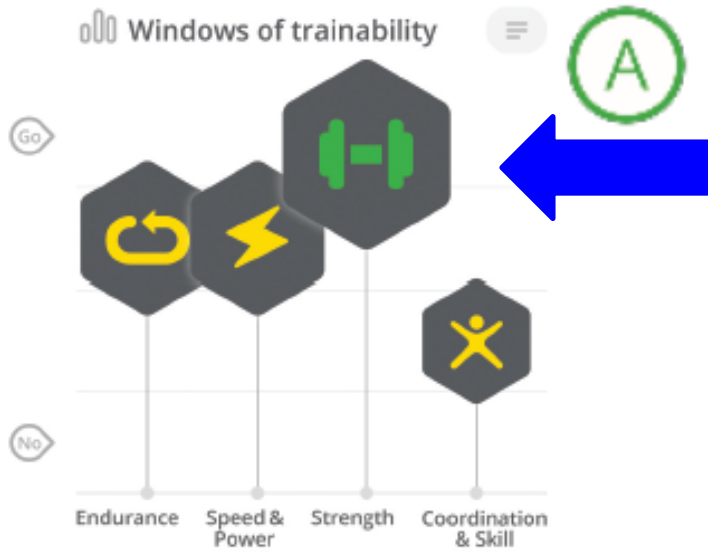 Windows of trainability
A
Go
No
Endurance
Speed &
Power
Strength
Coordination
& Skill